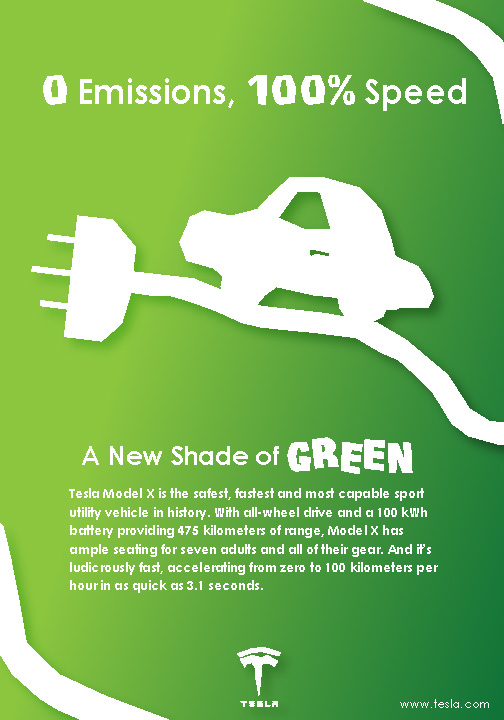 0 Emissions, 100% Speed
A New Shade of GREEN
Tesla Model X is the safest, fastest and most capable sport
utility vehicle in history. With all-wheel drive and a 100 kWh
battery providing 475 kilometers of range, Model X has
ample seating for seven adults and all of their gear. And it's
ludicrously fast, accelerating from zero to 100 kilometers per
hour in as quick as 3.1 seconds.
TESLA
www.tesla.com